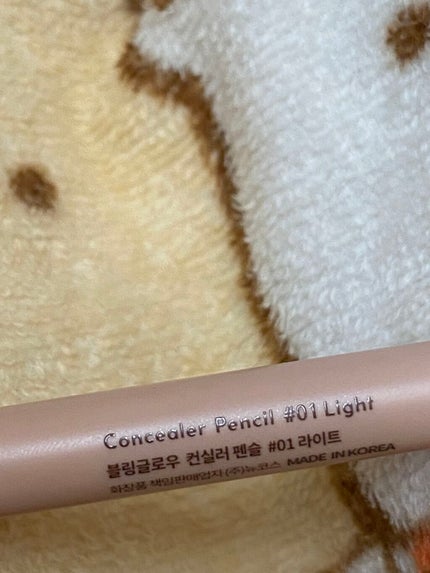 Concealer Pencil #01 Light
블링글로우 컨실러 펜슬 #01 라이트
화장품 책임판매업자 (주)뉴코스 MADE IN KOREA